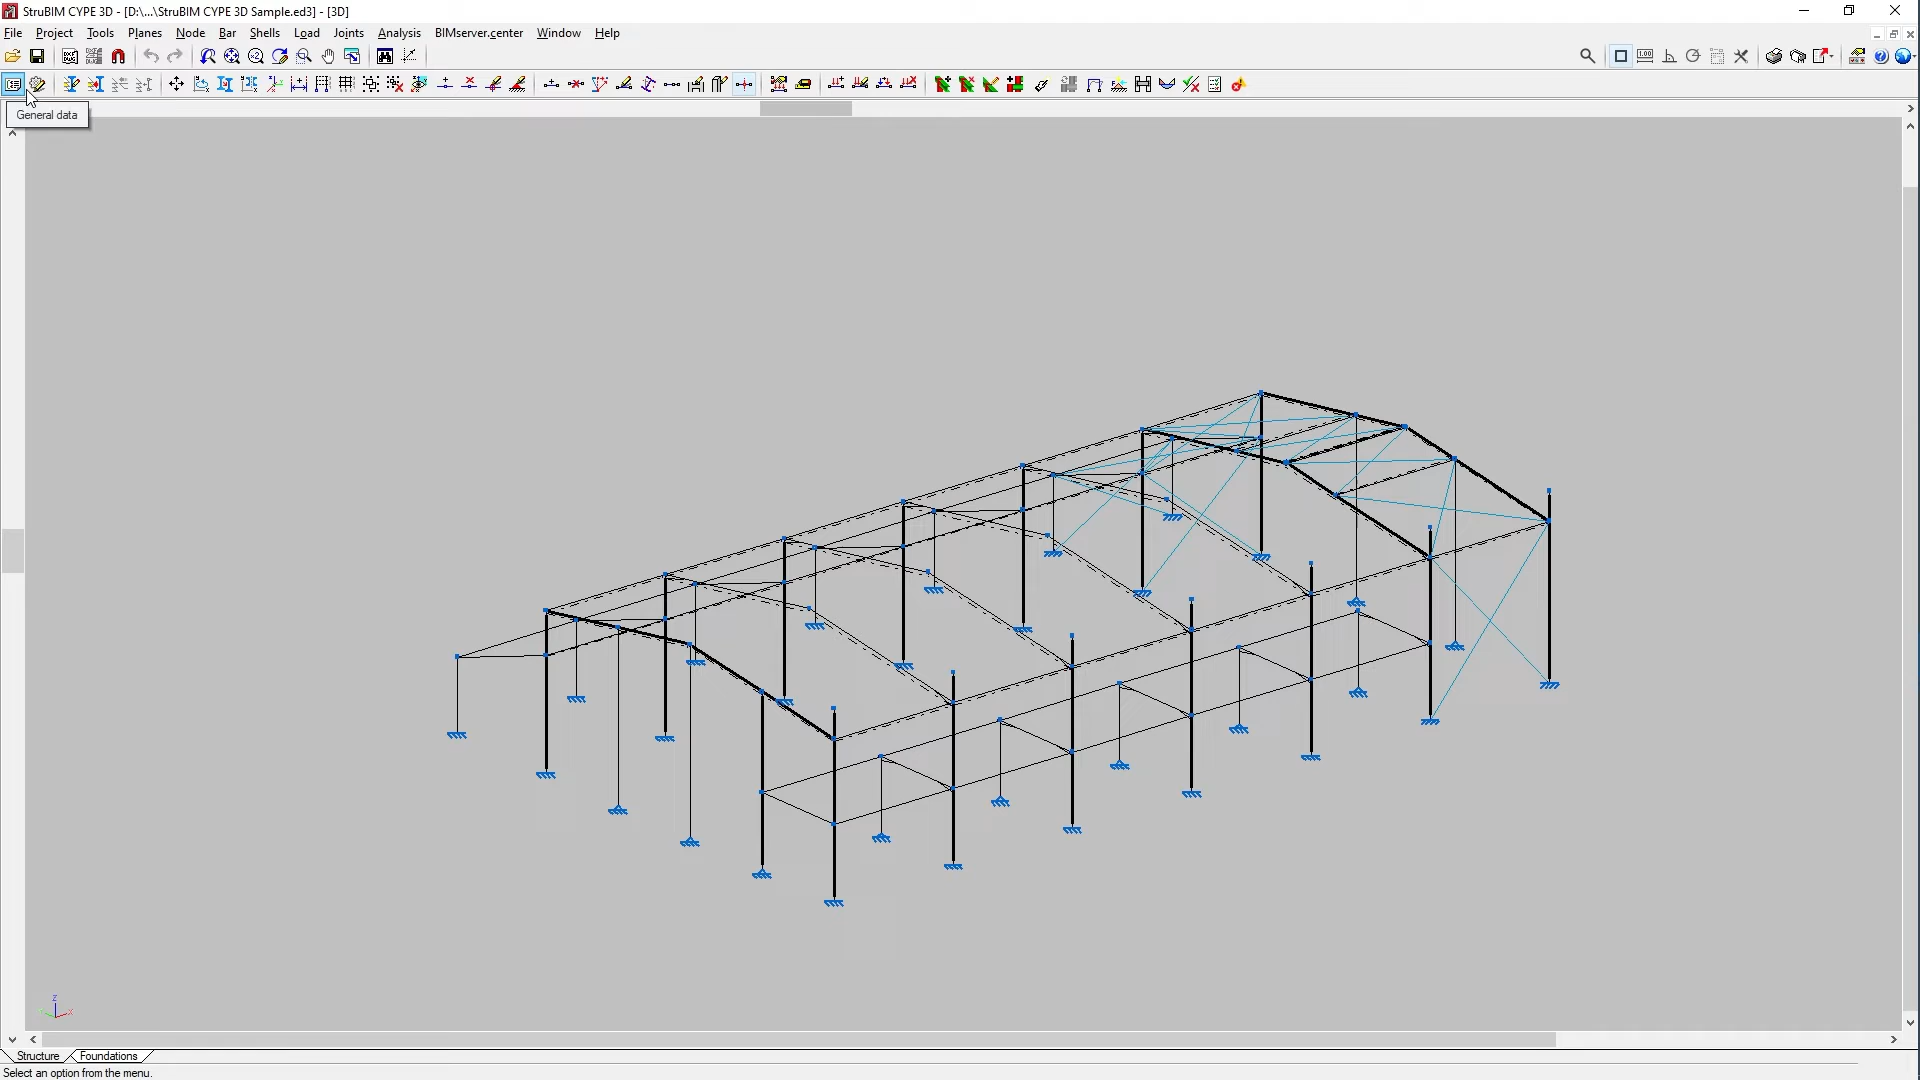 StruBIM CYPE 3D - [D:\...\StruBIM CYPE 3D Sample.ed3] - [3D]
File Project Tools Planes Node Bar Shells Load Joints Analysis BIMserver.center Window Help
General data
Structure Foundations
Select an option from the menu.